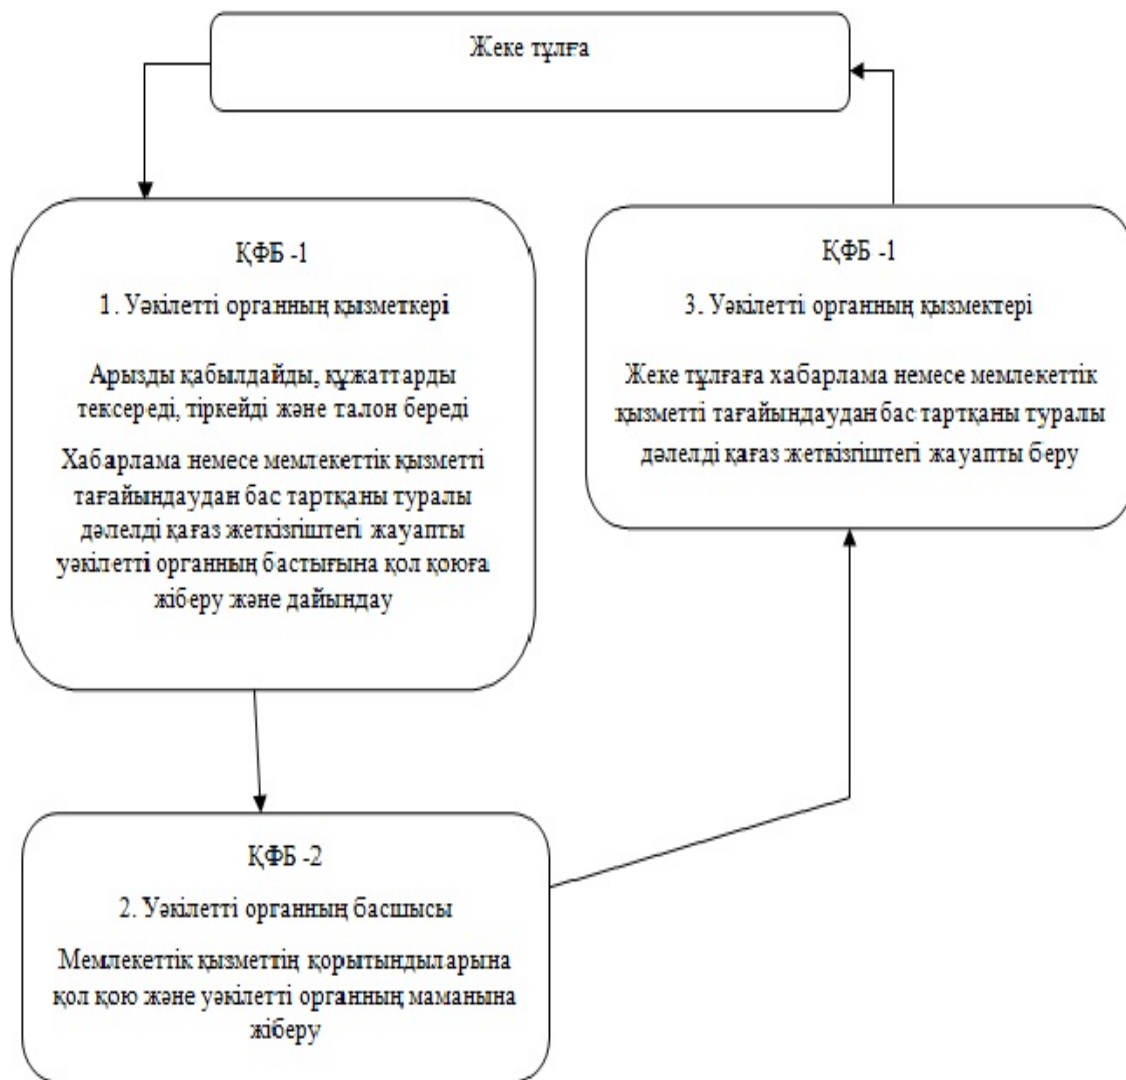 Жеке тұлға
ҚФБ -1
1. Уәкілетті органның қызметкері
Арызды қабылдайды, құжаттарды
тексереді, тіркейді және талон береді
Хабарлама немесе мемлекеттік қызметті
тағайындаудан бас тартқаны туралы
дәлелді қағаз жеткізгіштегі жауапты
уәкілетті органның бастығына қол қоюға
жіберу және дайындау
ҚФБ -2
2. Уәкілетті органның басшысы
Мемлекеттік қызметтің қорытындыларына
қол қою және уәкілетті органның маманына
жіберу
ҚФБ -1
3. Уәкілетті органның қызмектері
Жеке тұлғаға хабарлама немесе мемлекеттік
қызметті тағайындаудан бас тартқаны туралы
дәлелді қағаз жеткізгіштегі жауапты беру